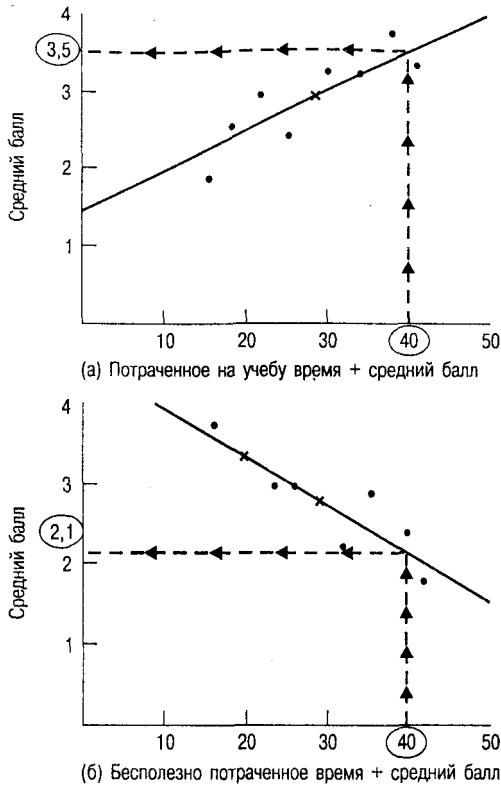 4
3,5
3
2
1
Средний балл
10 20 30 40 50
(а) Потраченное на учебу время + средний балл
4
3
2,1
2
1
Средний балл
10 20 30 40 50
(б) Бесполезно потраченное время + средний балл